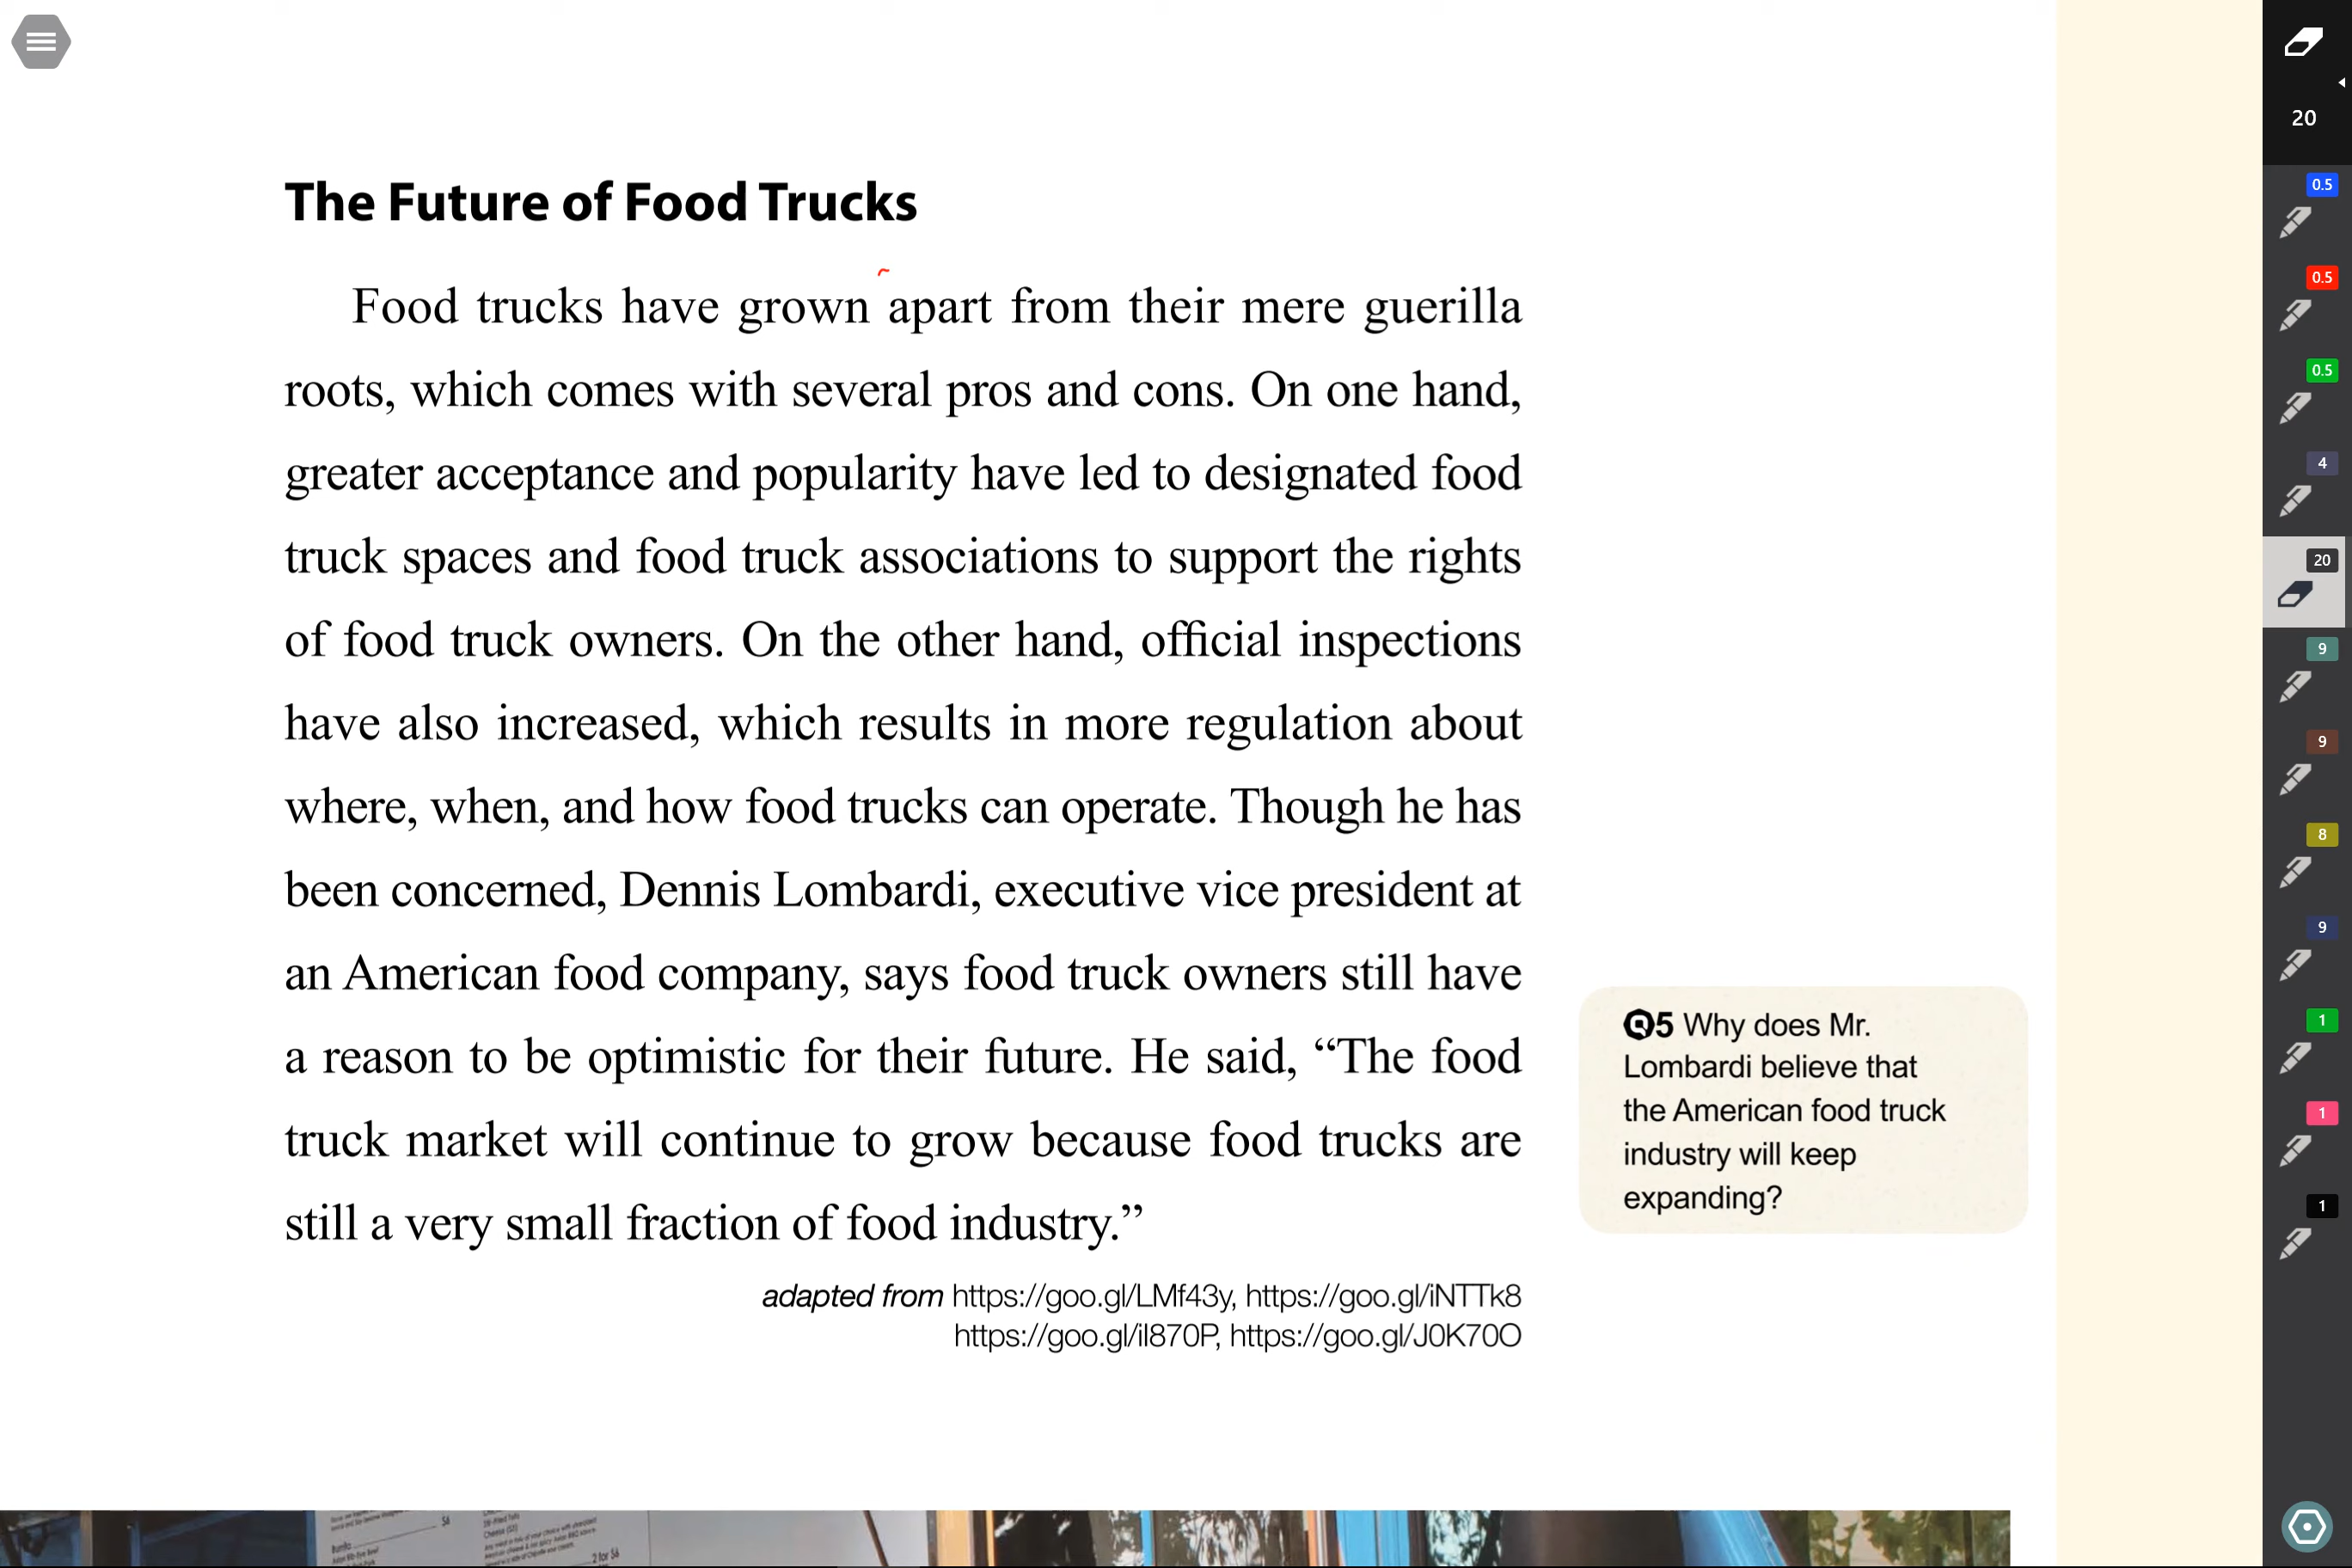 The Future of Food Trucks
Food trucks have grown apart from their mere guerilla
roots, which comes with several pros and cons. On one hand,
greater acceptance and popularity have led to designated food
truck spaces and food truck associations to support the rights
of food truck owners. On the other hand, official inspections
have also increased, which results in more regulation about
where, when, and how food trucks can operate. Though he has
been concerned, Dennis Lombardi, executive vice president at
an American food company, says food truck owners still have
a reason to be optimistic for their future. He said, “The food
truck market will continue to grow because food trucks are
still a very small fraction of food industry.”
adapted from https://goo.gl/LMf43y, https://goo.gl/iNTTk8
https://goo.gl/il870P, https://goo.gl/J0K70O
Q5 Why does Mr.
Lombardi believe that
the American food truck
industry will keep
expanding?
20
0.5
0.5
0.5
4
20
9
9
8
9
1
1
1
2 for $6